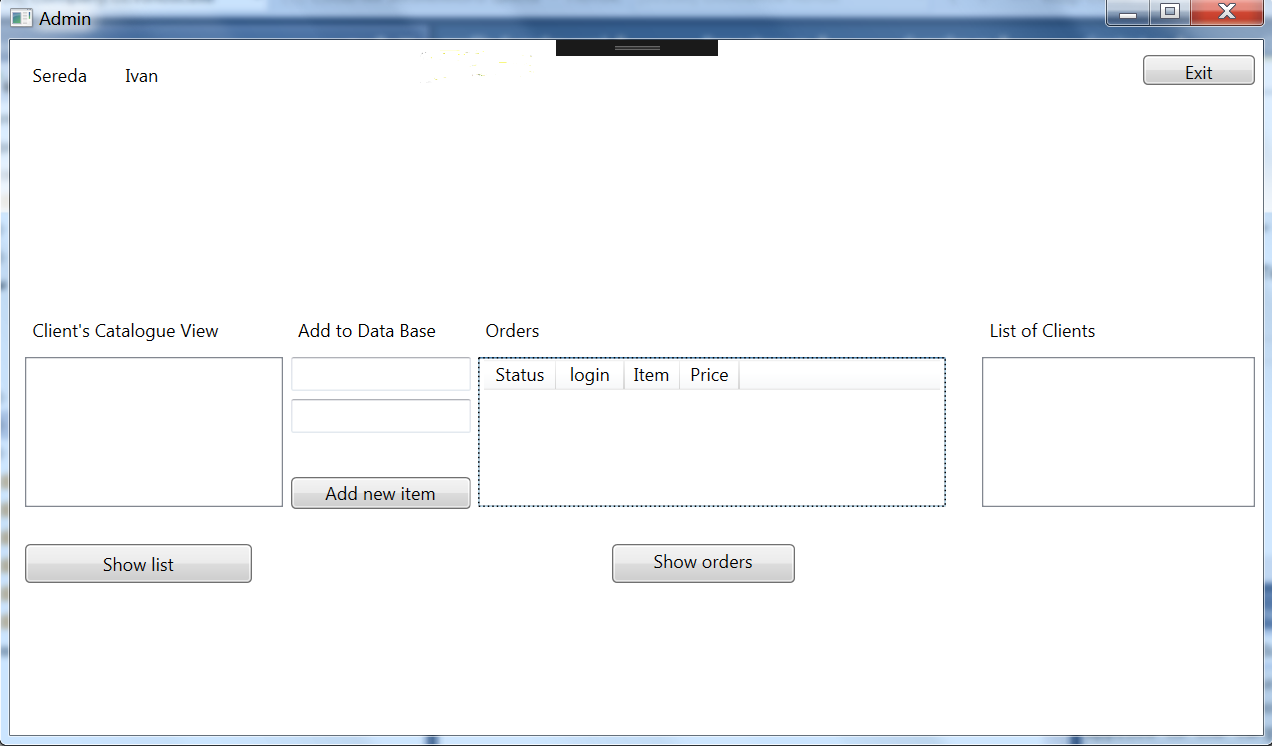 Admin
Sereda Ivan
Exit
Client's Catalogue View
Add to Data Base
Orders
List of Clients
Status login Item Price
Add new item
Show list
Show orders